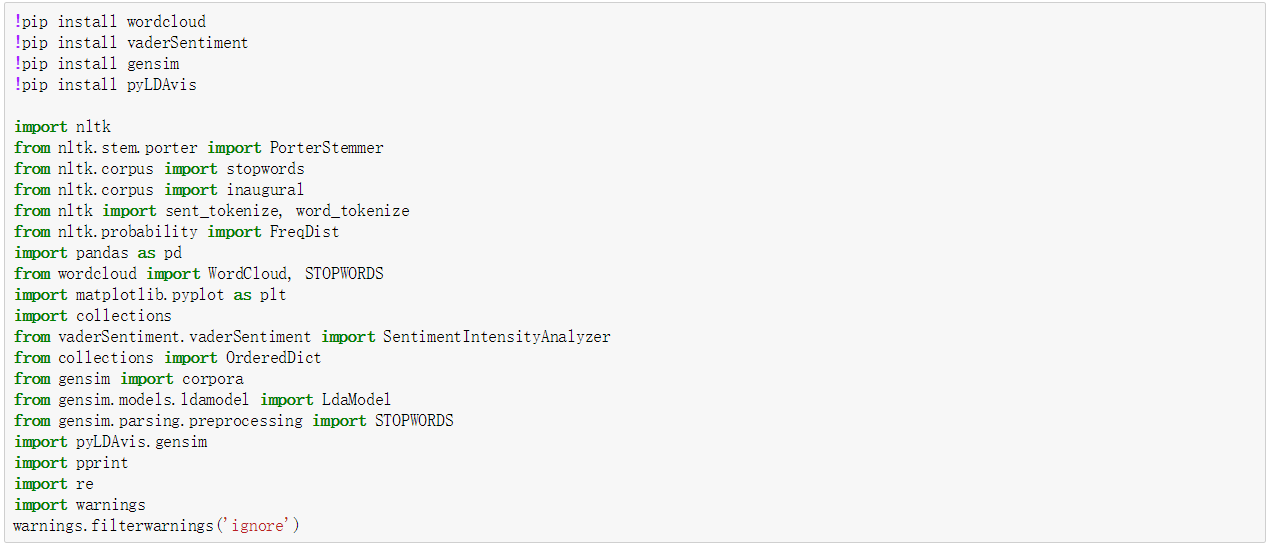 !pip install wordcloud
!pip install vaderSentiment
!pip install gensim
!pip install pyLDAvis
import nltk
from nltk.stem.porter import PorterStemmer
from nltk.corpus import stopwords
from nltk.corpus import inaugural
from nltk import sent_tokenize, word_tokenize
from nltk.probability import FreqDist
import pandas as pd
from wordcloud import WordCloud, STOPWORDS
import matplotlib.pyplot as plt
import collections
from vaderSentiment.vaderSentiment import SentimentIntensityAnalyzer
from collections import OrderedDict
from gensim import corpora
from gensim.models.ldamodel import LdaModel
from gensim.parsing.preprocessing import STOPWORDS
import pyLDAvis.gensim
import pprint
import re
import warnings
warnings.filterwarnings('ignore')